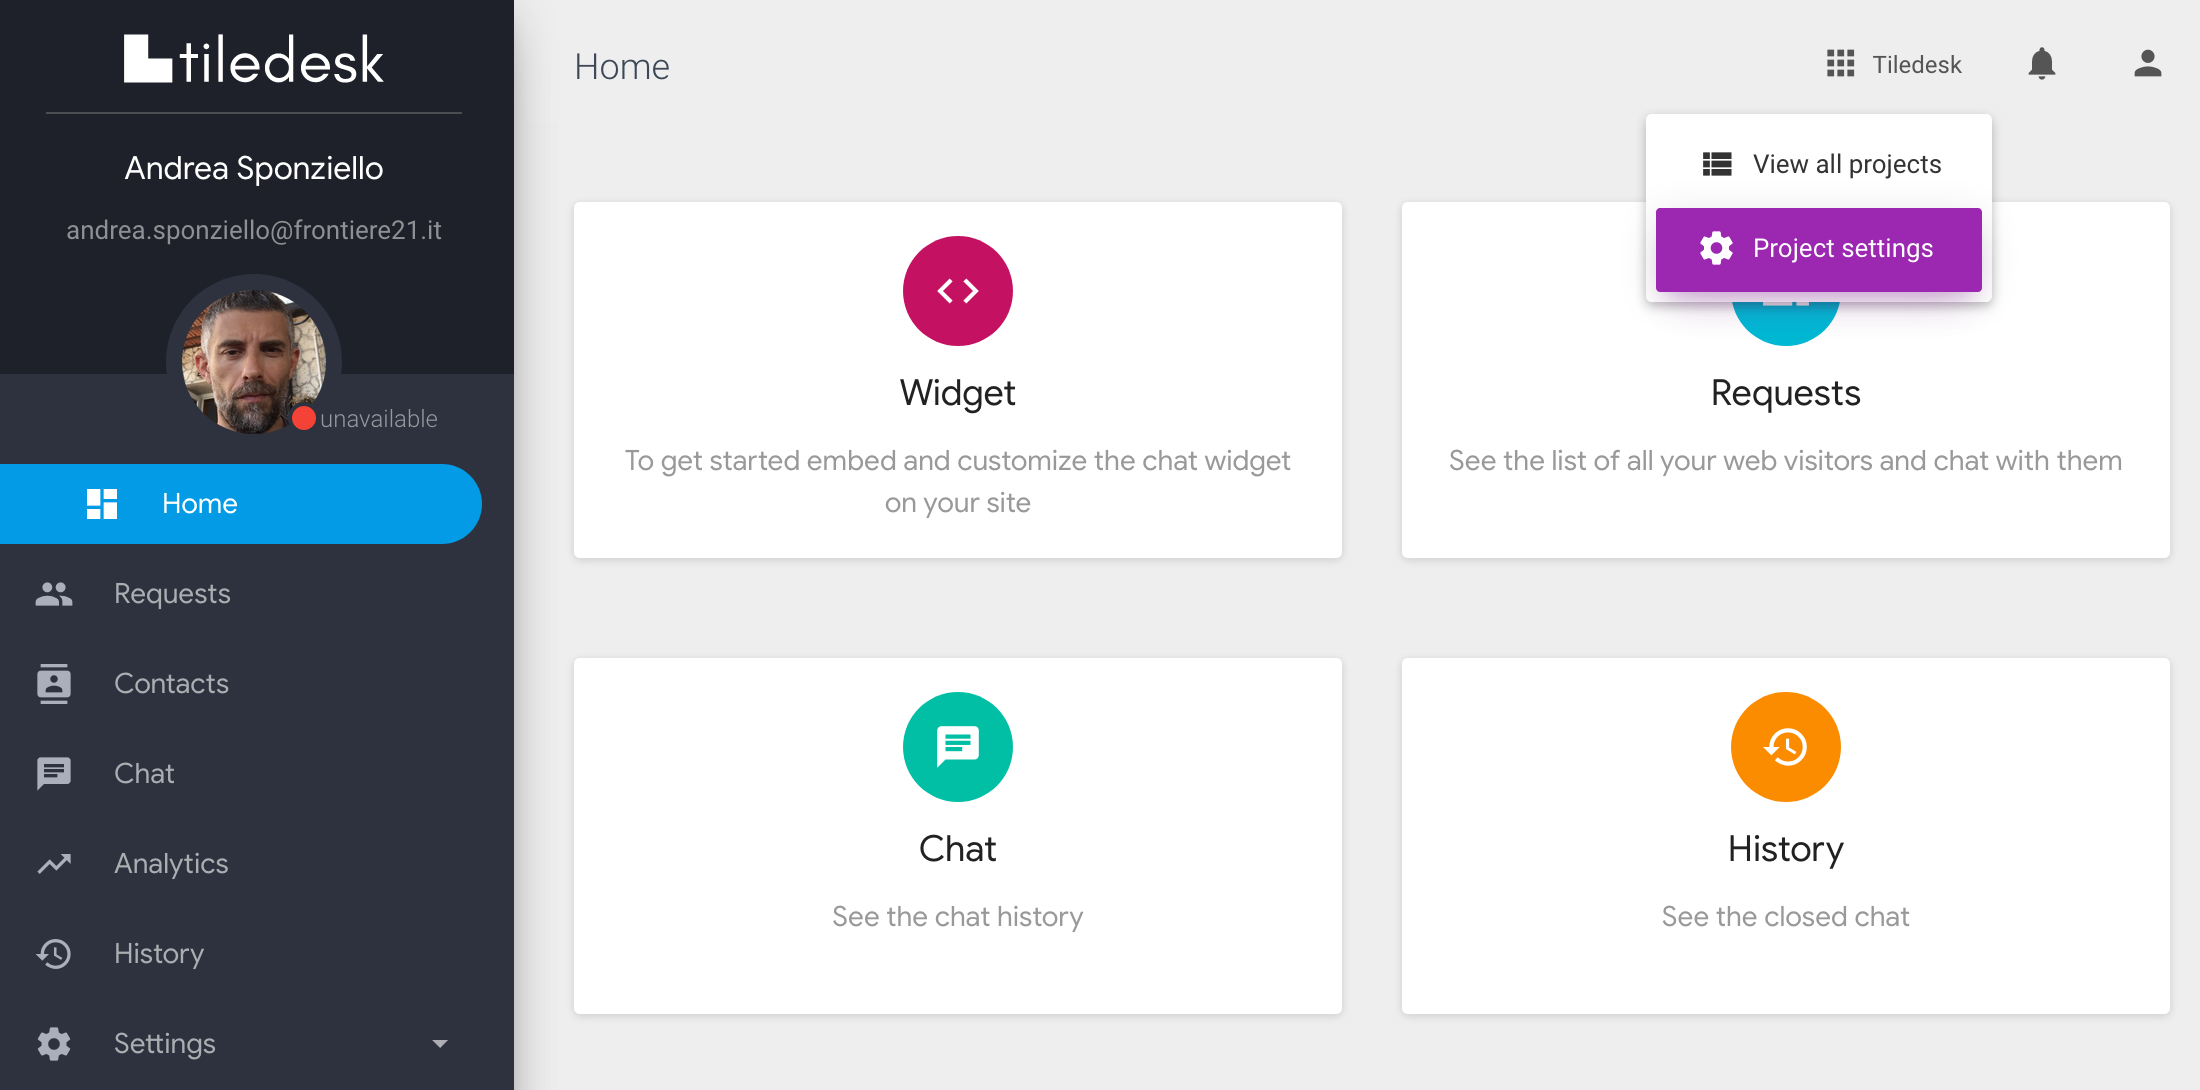 tiledesk
Andrea Sponziello
andrea.sponziello@frontiere21.it
unavailable
Home
Requests
Contacts
Chat
Analytics
History
Settings
Home
Tiledesk
View all projects
Project settings
Widget
To get started embed and customize the chat widget
on your site
Requests
See the list of all your web visitors and chat with them
Chat
See the chat history
History
See the closed chat